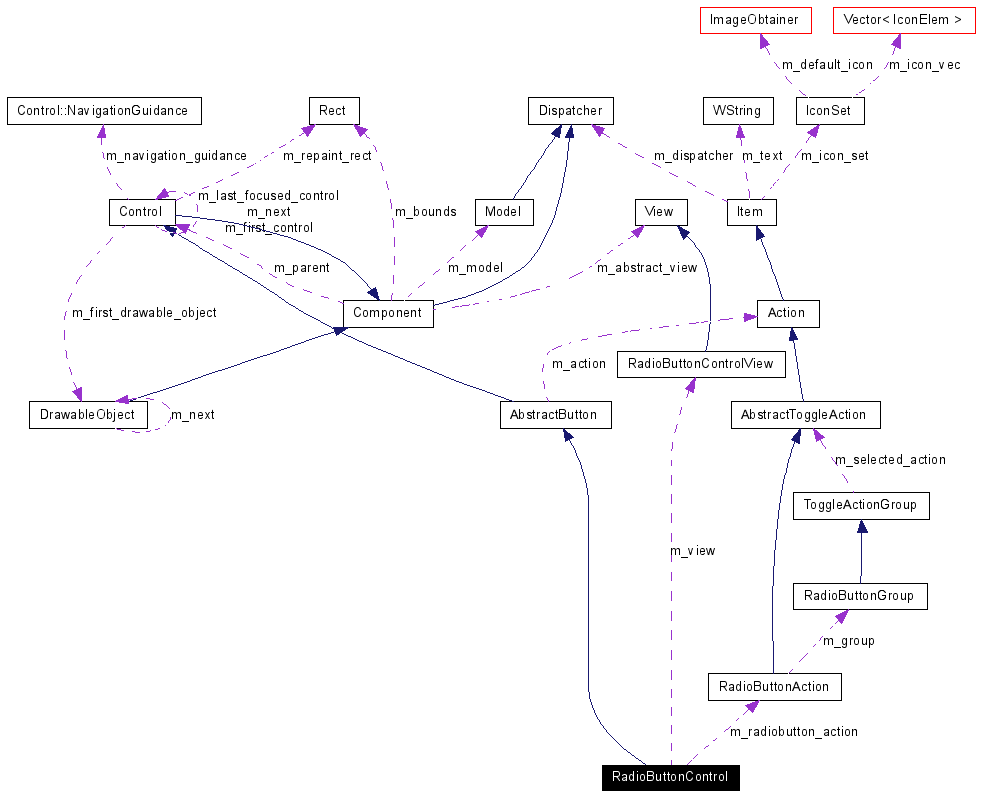 ImageObtainer
Vector< IconElem >
m_default_icon
m_icon_vec
Control::NavigationGuidance
Rect
Dispatcher
WString
IconSet
m_navigation_guidance
m_repaint_rect
m_dispatcher
m_text
m_icon_set
m_last_focused_control
m_next
m_first_control
Control
m_bounds
Model
View
Item
m_parent
m_model
m_abstract_view
m_first_drawable_object
Component
Action
m_action
RadioButtonControlView
DrawableObject
m_next
AbstractButton
AbstractToggleAction
m_selected_action
ToggleActionGroup
m_view
RadioButtonGroup
m_group
RadioButtonAction
m_radiobutton_action
RadioButtonControl